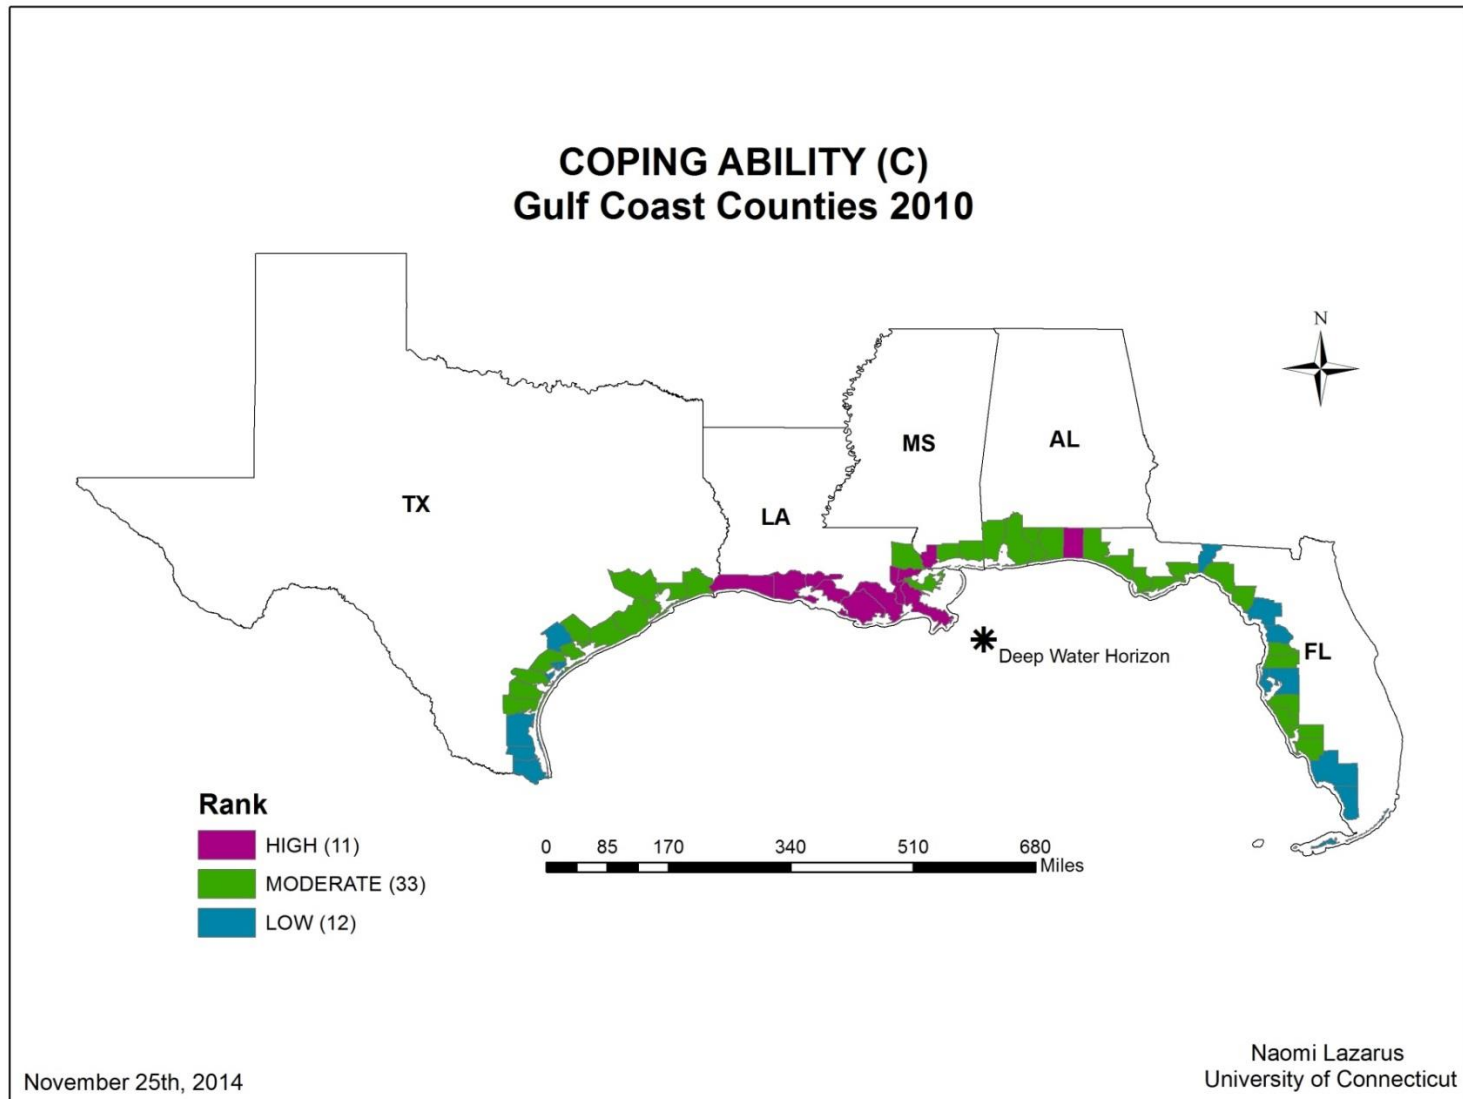 COPING ABILITY (C)
Gulf Coast Counties 2010
N
MS
AL
TX
LA
FL
Deep Water Horizon
Rank
HIGH (11)
MODERATE (33)
LOW (12)
0 85 170 340 510 680
Miles
November 25th, 2014
Naomi Lazarus
University of Connecticut